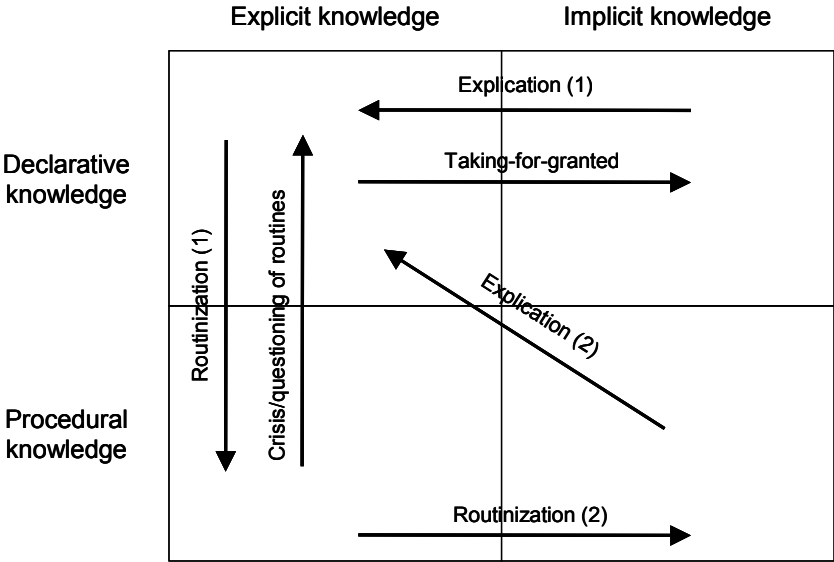 Explicit knowledge
Implicit knowledge
Explication (1)
Declarative
knowledge
Taking-for-granted
Routinization (1)
Crisis/questioning of routines
Explication (2)
Procedural
knowledge
Routinization (2)